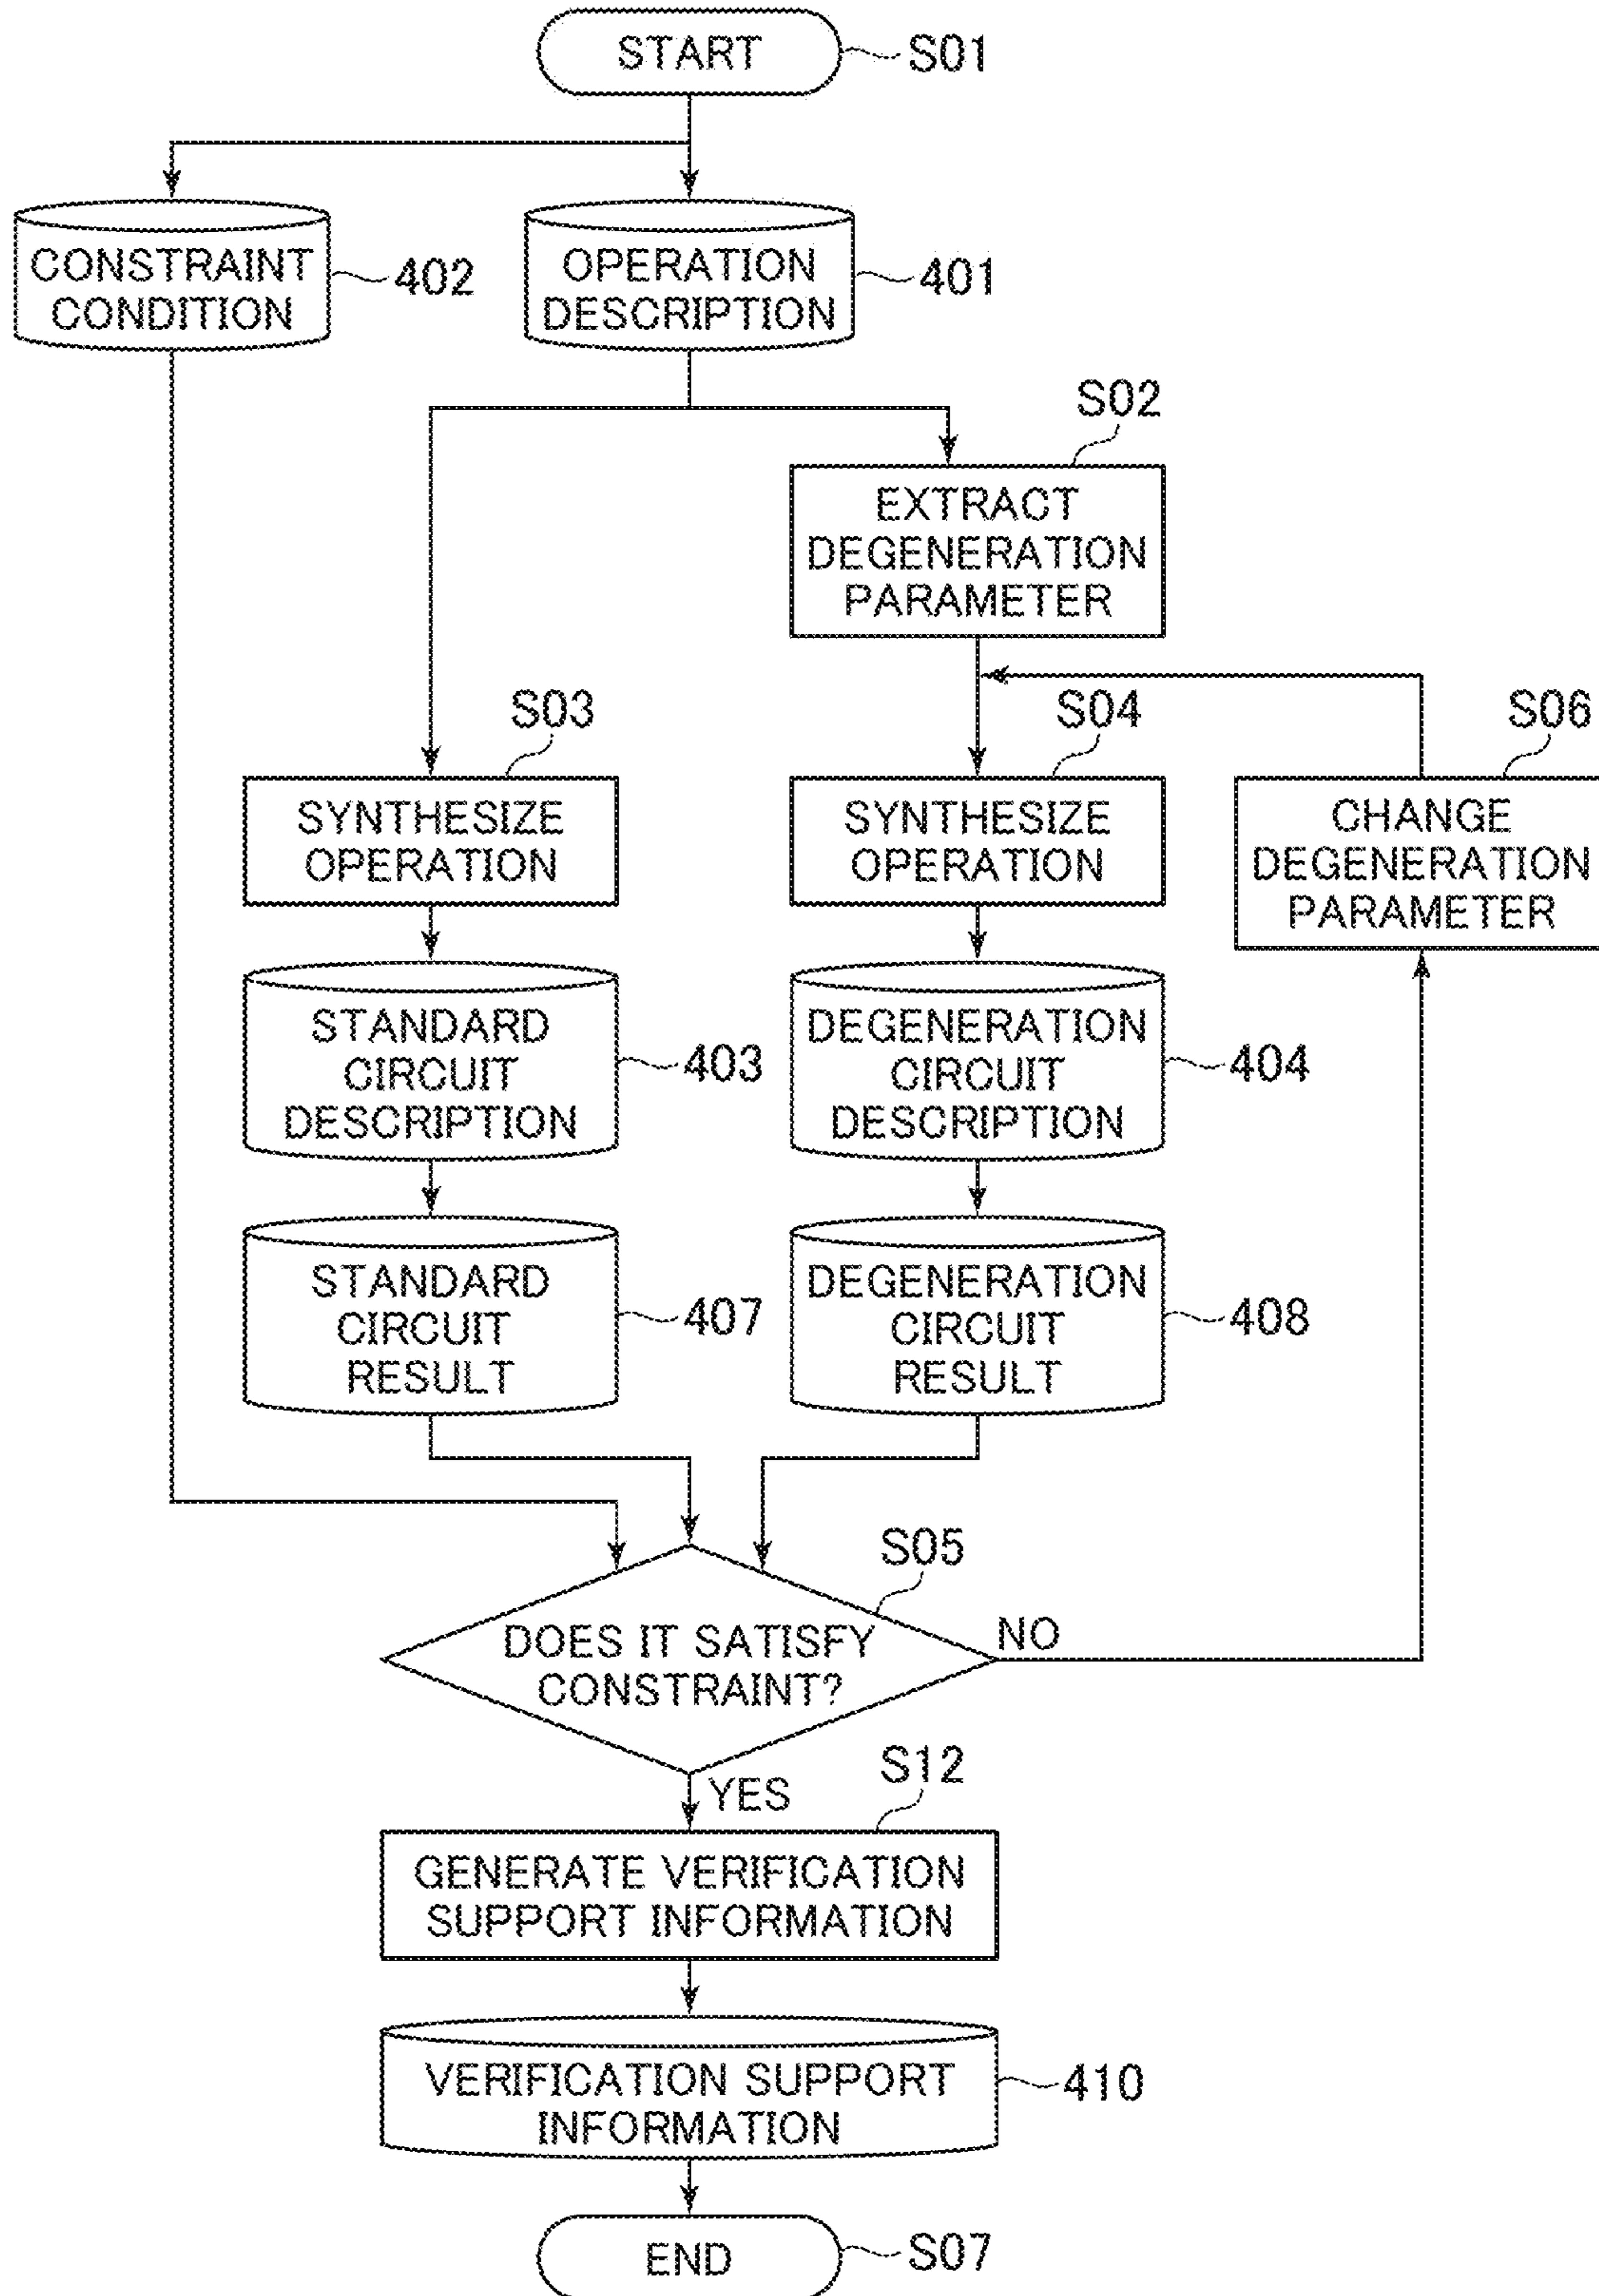 START
S01
CONSTRAINT
CONDITION
402
OPERATION
DESCRIPTION
401
S02
EXTRACT
DEGENERATION
PARAMETER
S03
SYNTHESIZE
OPERATION
S04
SYNTHESIZE
OPERATION
S06
CHANGE
DEGENERATION
PARAMETER
STANDARD
CIRCUIT
DESCRIPTION
403
DEGENERATION
CIRCUIT
DESCRIPTION
404
STANDARD
CIRCUIT
RESULT
407
DEGENERATION
CIRCUIT
RESULT
408
S05
DOES IT SATISFY
CONSTRAINT?
NO
YES
S12
GENERATE VERIFICATION
SUPPORT INFORMATION
VERIFICATION SUPPORT
INFORMATION
410
END
S07